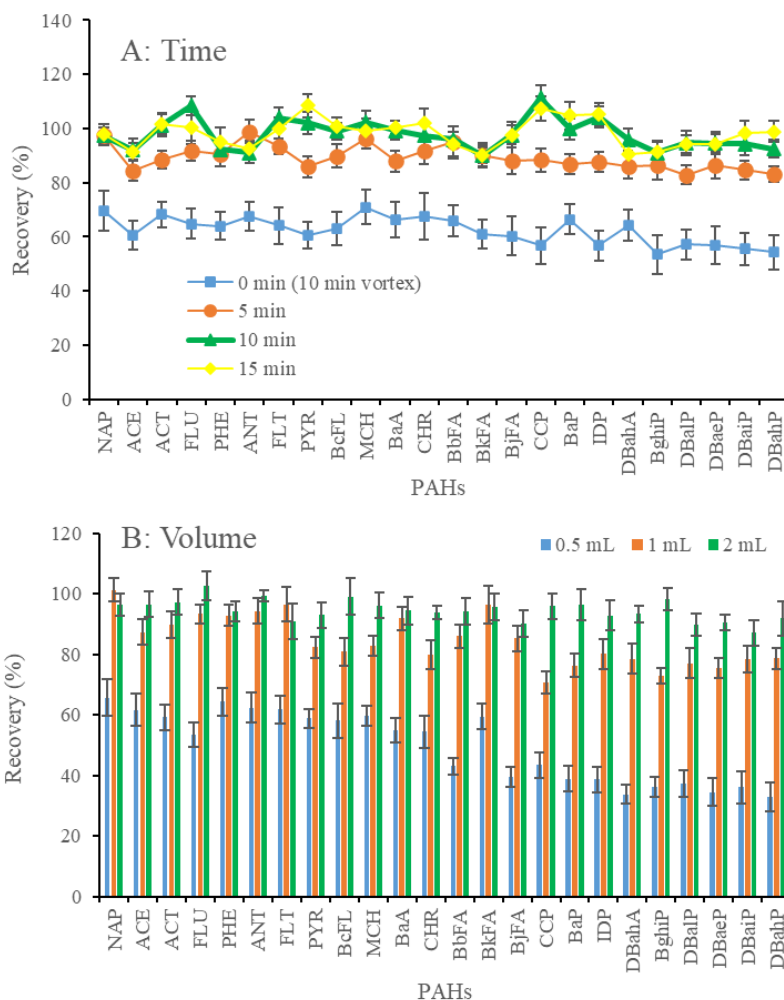 A: Time
140
120
100
80
60
40
20
0
Recovery (%)
0 min (10 min vortex)
5 min
10 min
15 min
NAP
ACE
ACT
FLU
PHE
ANT
FLT
PYR
BcFL
MCH
BaA
CHR
BbFA
BkFA
BjFA
CCP
BaP
IDP
DBahA
BghiP
DBalP
DBaeP
DBaiP
DBahP
PAHs
B: Volume
0.5 mL 1 mL 2 mL
120
100
80
60
40
20
0
Recovery (%)
NAP
ACE
ACT
FLU
PHE
ANT
FLT
PYR
BcFL
MCH
BaA
CHR
BbFA
BkFA
BjFA
CCP
BaP
IDP
DBahA
BghiP
DBalP
DBaeP
DBaiP
DBahP
PAHs